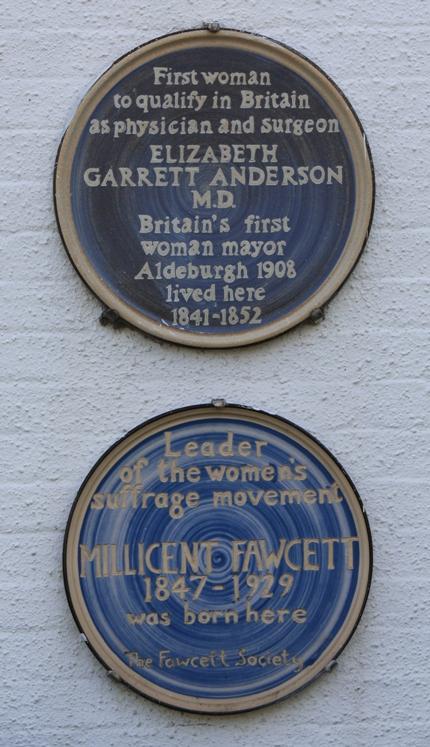 First woman
to qualify in Britain
as physician and surgeon
ELIZABETH
GARRETT ANDERSON
M.D.
Britain's first
woman mayor
Aldeburgh 1908
lived here
1841-1852
Leader
of the women's
suffrage movement
MILLICENT FAWCETT
1847-1929
was born here
The Fawcett Society